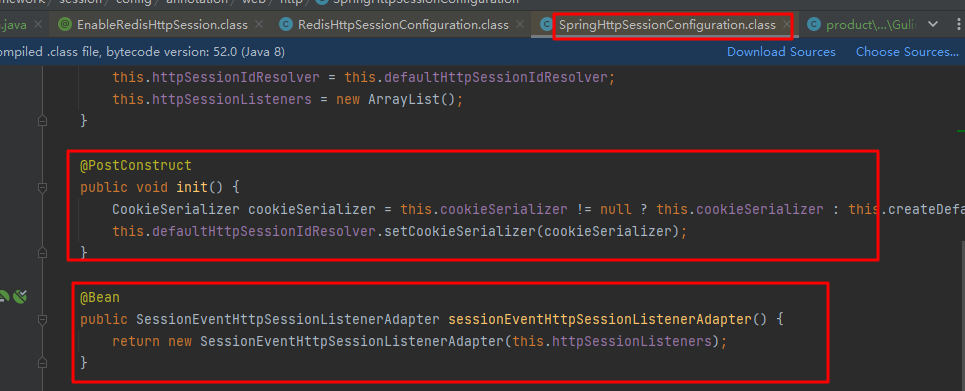 session config annotation web http SpringHttpSessionConfiguration
.java EnableRedisHttpSession.class RedisHttpSessionConfiguration.class SpringHttpSessionConfiguration.class product\...\Guli
ompiled .class file, bytecode version: 52.0 (Java 8) Download Sources Choose Sources...
this.httpSessionIdResolver = this.defaultHttpSessionIdResolver;
this.httpSessionListeners = new ArrayList();
}
@PostConstruct
public void init() {
CookieSerializer cookieSerializer = this.cookieSerializer != null ? this.cookieSerializer : this.createDefa
this.defaultHttpSessionIdResolver.setCookieSerializer(cookieSerializer);
}
@Bean
public SessionEventHttpSessionListenerAdapter sessionEventHttpSessionListenerAdapter() {
return new SessionEventHttpSessionListenerAdapter(this.httpSessionListeners);
}